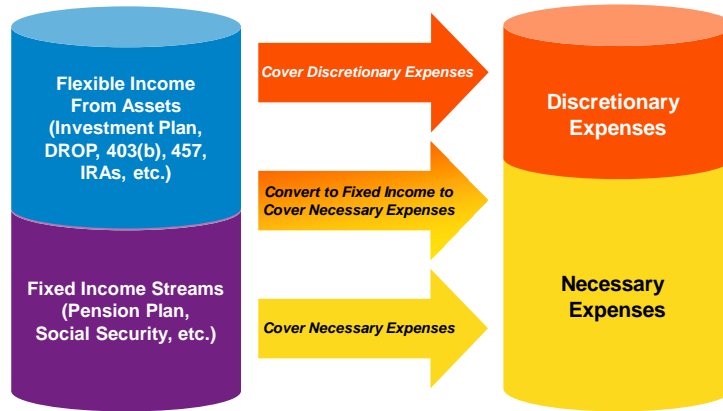 Flexible Income
From Assets
(Investment Plan,
DROP, 403(b), 457,
IRAs, etc.)
Fixed Income Streams
(Pension Plan,
Social Security, etc.)
Cover Discretionary Expenses
Convert to Fixed Income to
Cover Necessary Expenses
Cover Necessary Expenses
Discretionary
Expenses
Necessary
Expenses